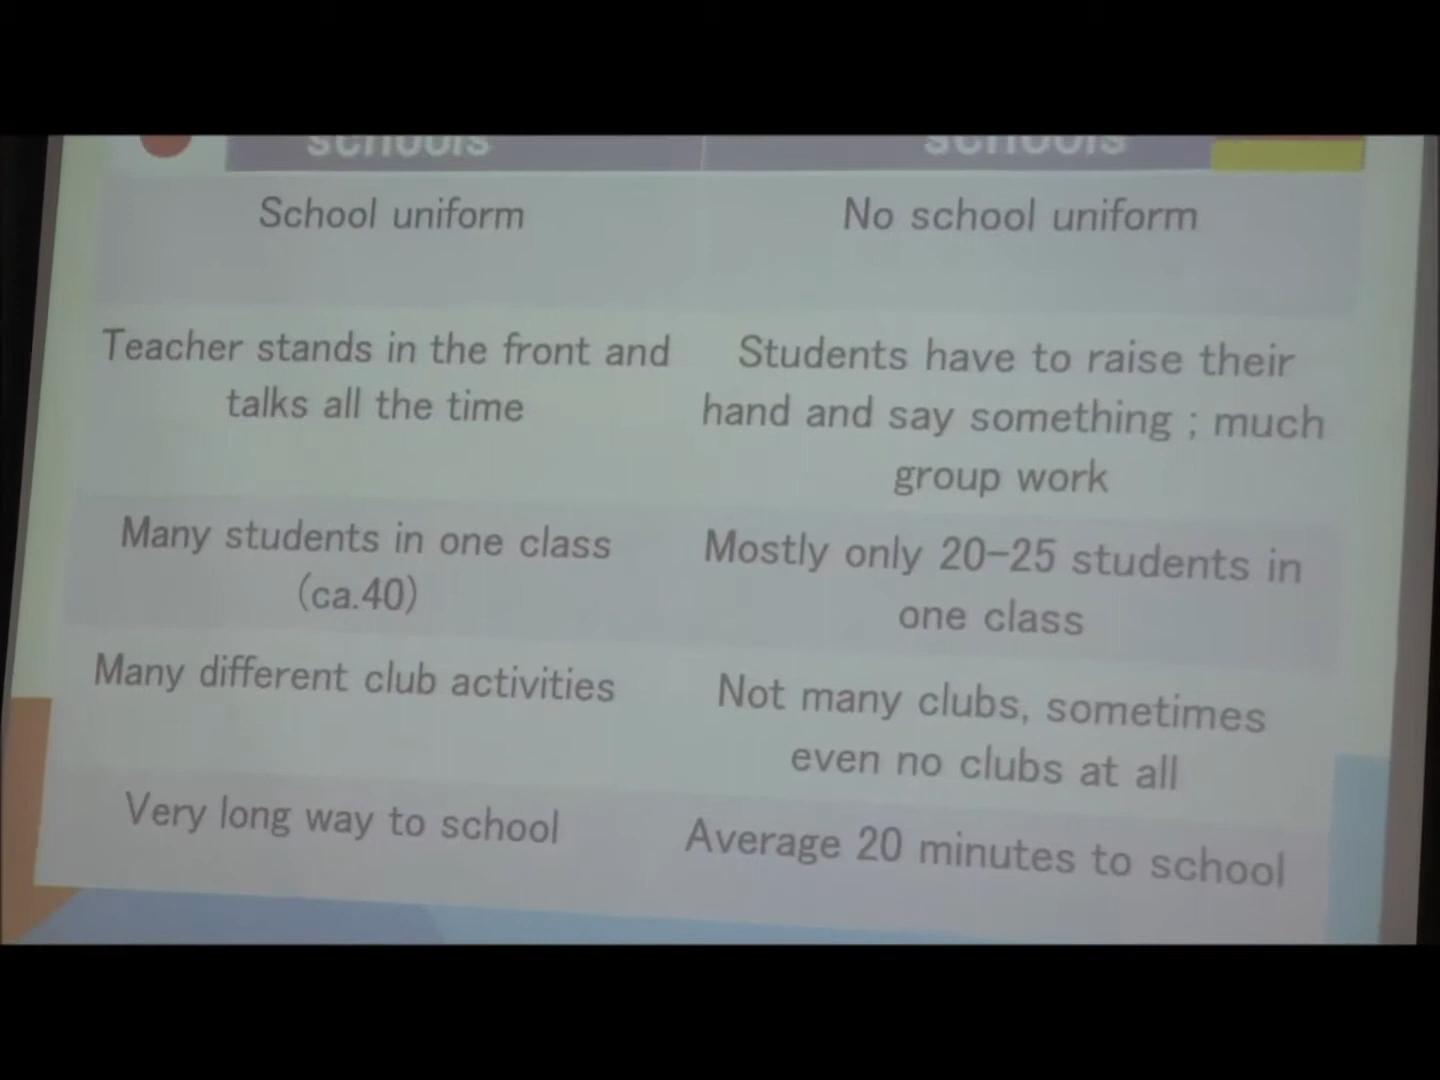 schools schools
School uniform
No school uniform
Teacher stands in the front and
talks all the time
Students have to raise their
hand and say something ; much
group work
Many students in one class
(ca.40)
Mostly only 20-25 students in
one class
Many different club activities
Not many clubs, sometimes
even no clubs at all
Very long way to school
Average 20 minutes to school